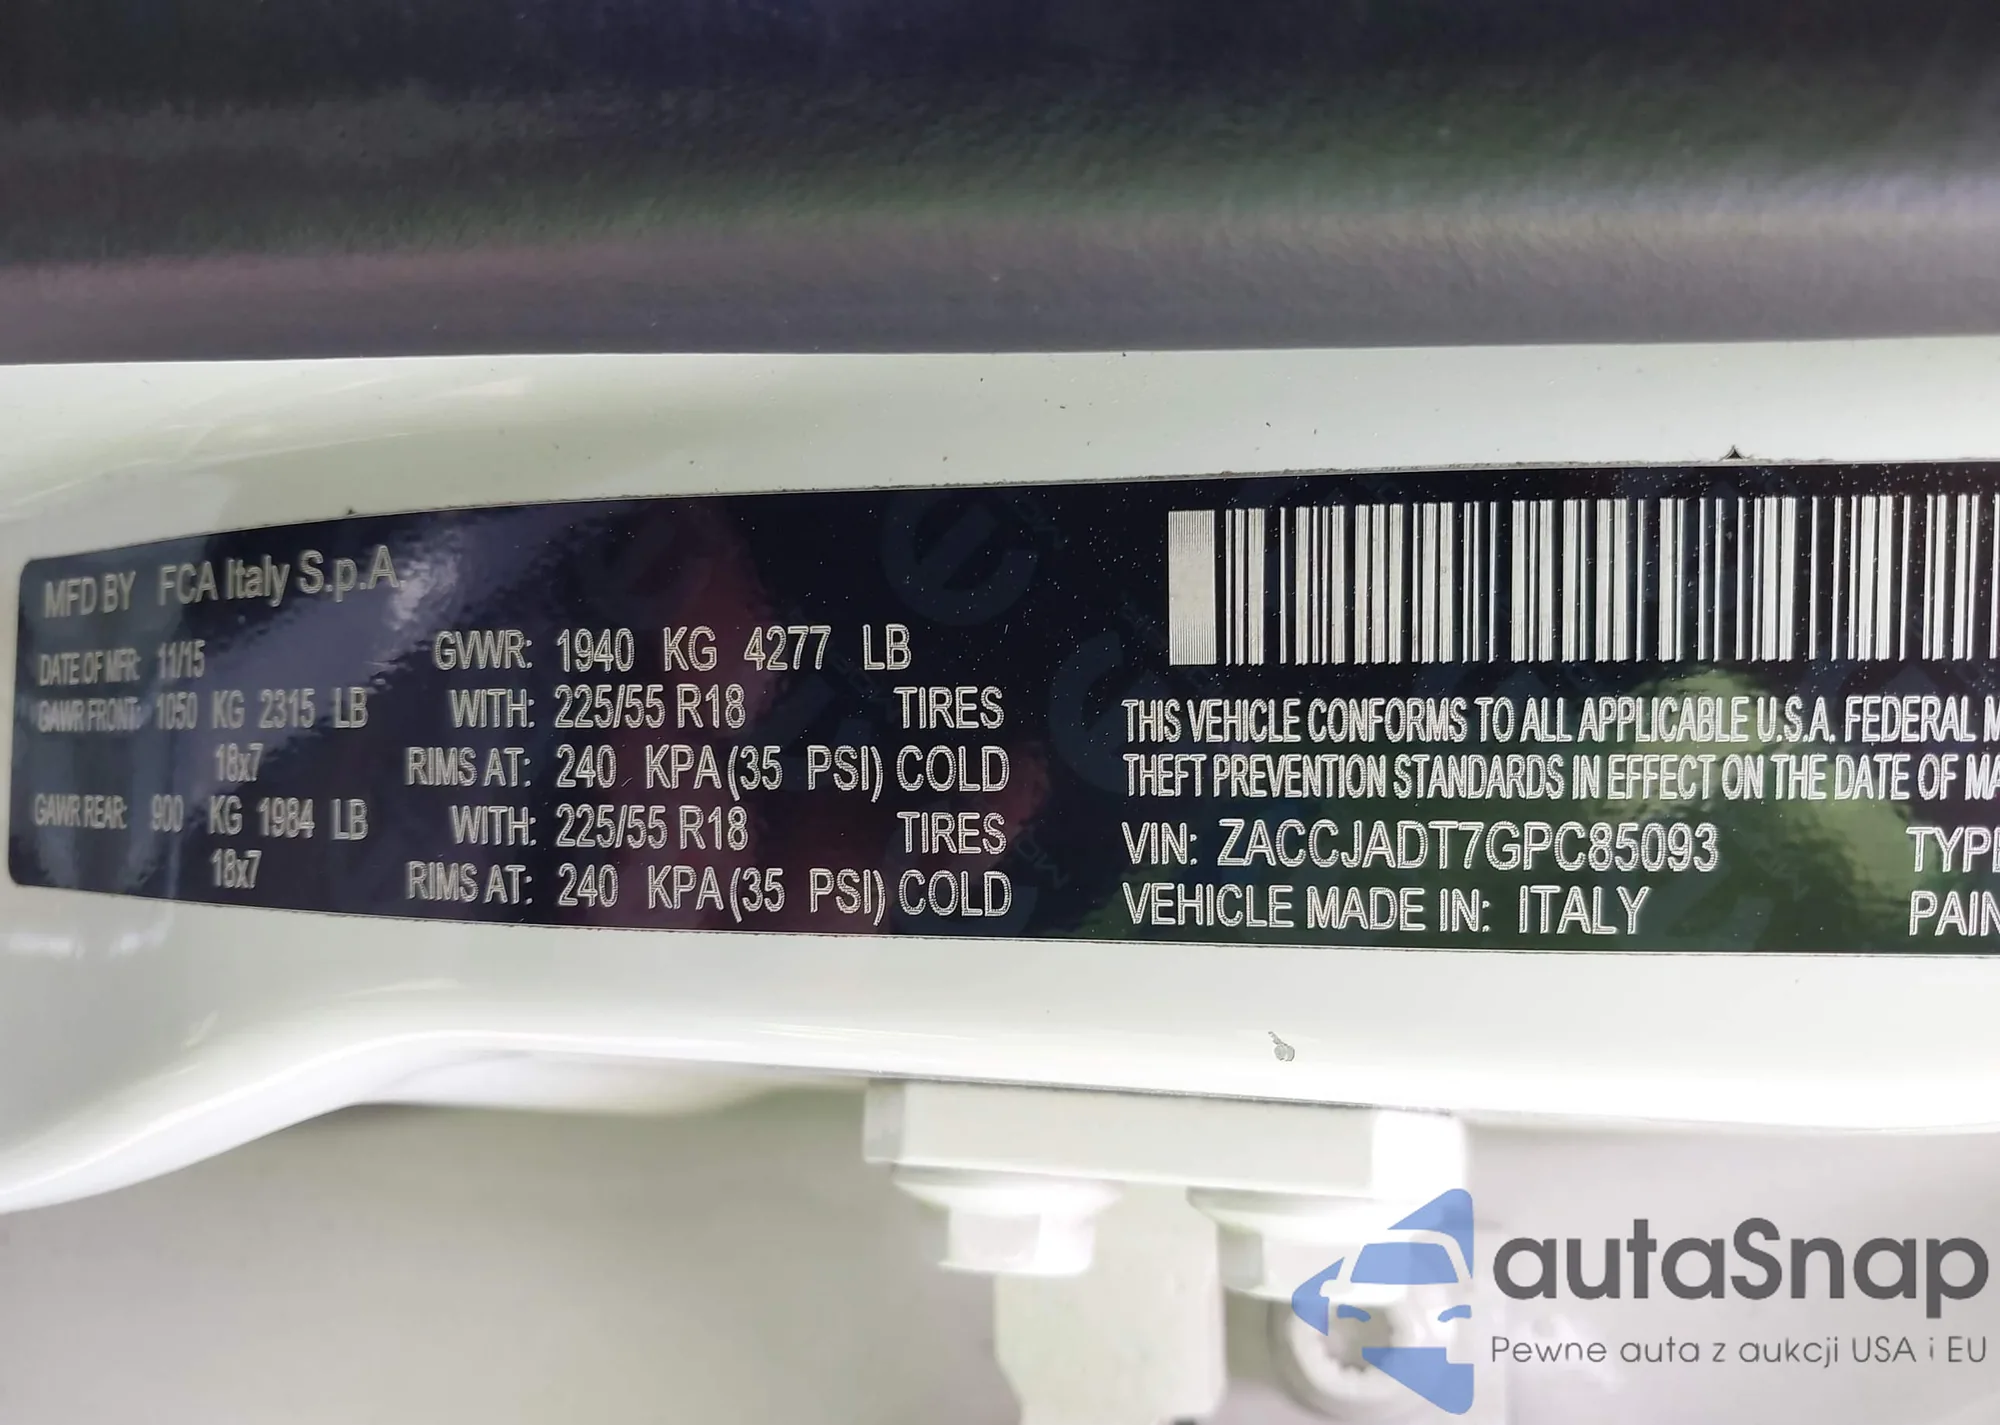 MFD BY FCA Italy S.p.A.
DATE OF MFR: 11/15 GVWR: 1940 KG 4277 LB
GAWR FRONT: 1050 KG 2315 LB WITH: 225/55 R18 TIRES
18x7 RIMS AT: 240 KPA(35 PSI) COLD
GAWR REAR: 900 KG 1984 LB WITH: 225/55 R18 TIRES
18x7 RIMS AT: 240 KPA(35 PSI) COLD
THIS VEHICLE CONFORMS TO ALL APPLICABLE U.S.A. FEDERAL M
THEFT PREVENTION STANDARDS IN EFFECT ON THE DATE OF MA
VIN: ZACCJADT7GPC85093 TYPE
VEHICLE MADE IN: ITALY PAIN
autaSnap
Pewne auta z aukcji USA i EU